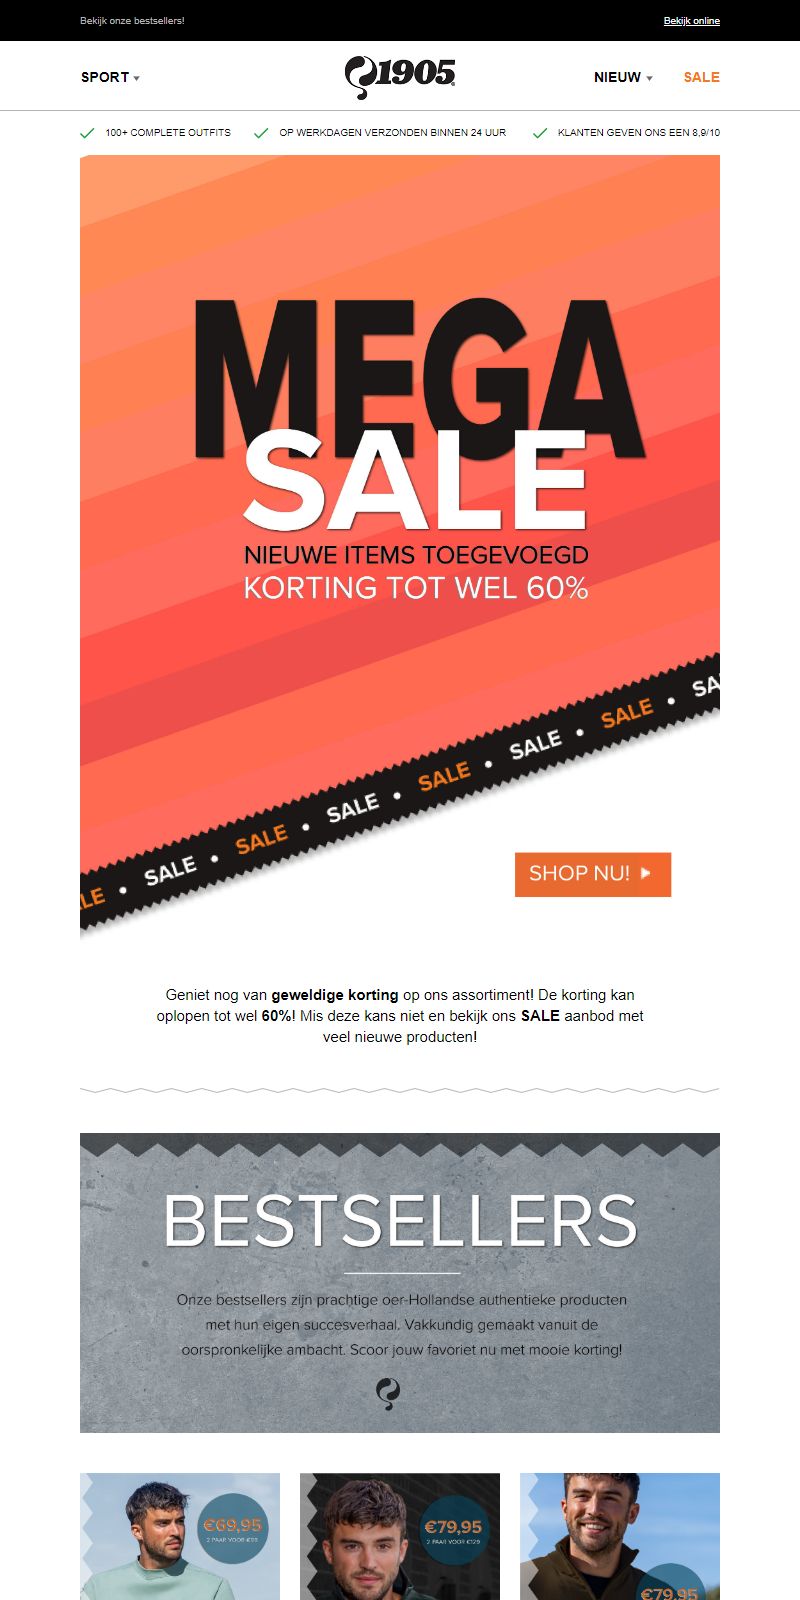 Bekijk onze bestsellers!
Bekijk online
SPORT
1905
NIEUW
SALE
100+ COMPLETE OUTFITS
OP WERKDAGEN VERZONDEN BINNEN 24 UUR
KLANTEN GEVEN ONS EEN 8,9/10
MEGA
SALE
NIEUWE ITEMS TOEGEVOEGD
KORTING TOT WEL 60%
LE • SALE • SALE • SALE • SALE • SALE • SALE • SA
SHOP NU!
Geniet nog van geweldige korting op ons assortiment! De korting kan
oplopen tot wel 60%! Mis deze kans niet en bekijk ons SALE aanbod met
veel nieuwe producten!
BESTSELLERS
Onze bestsellers zijn prachtige oer-Hollandse authentieke producten
met hun eigen succesverhaal. Vakkundig gemaakt vanuit de
oorspronkelijke ambacht. Scoor jouw favoriet nu met mooie korting!
€69,95
2 PAAR VOOR
€79,95
2 PAAR VOOR €129
€79,95